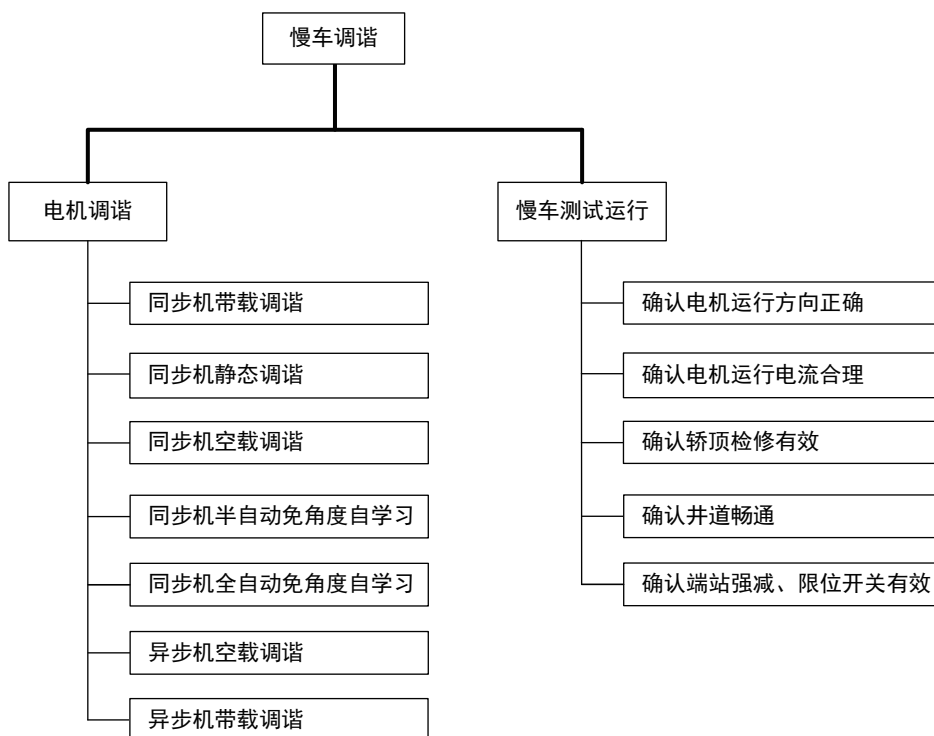 慢车调谐
电机调谐
慢车测试运行
同步机带载调谐
同步机静态调谐
同步机空载调谐
同步机半自动免角度自学习
同步机全自动免角度自学习
异步机空载调谐
异步机带载调谐
确认电机运行方向正确
确认电机运行电流合理
确认轿顶检修有效
确认井道畅通
确认端站强减、限位开关有效